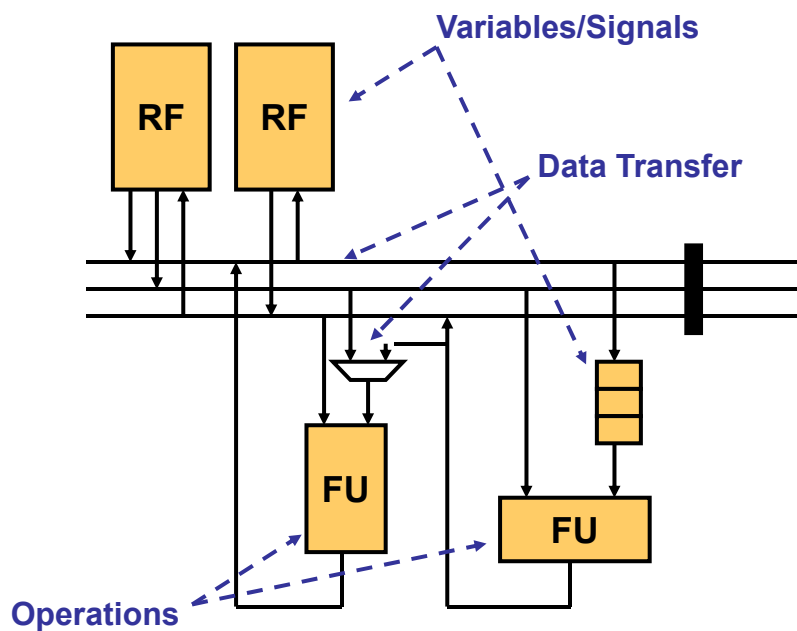 Variables/Signals
RF
RF
Data Transfer
FU
FU
Operations